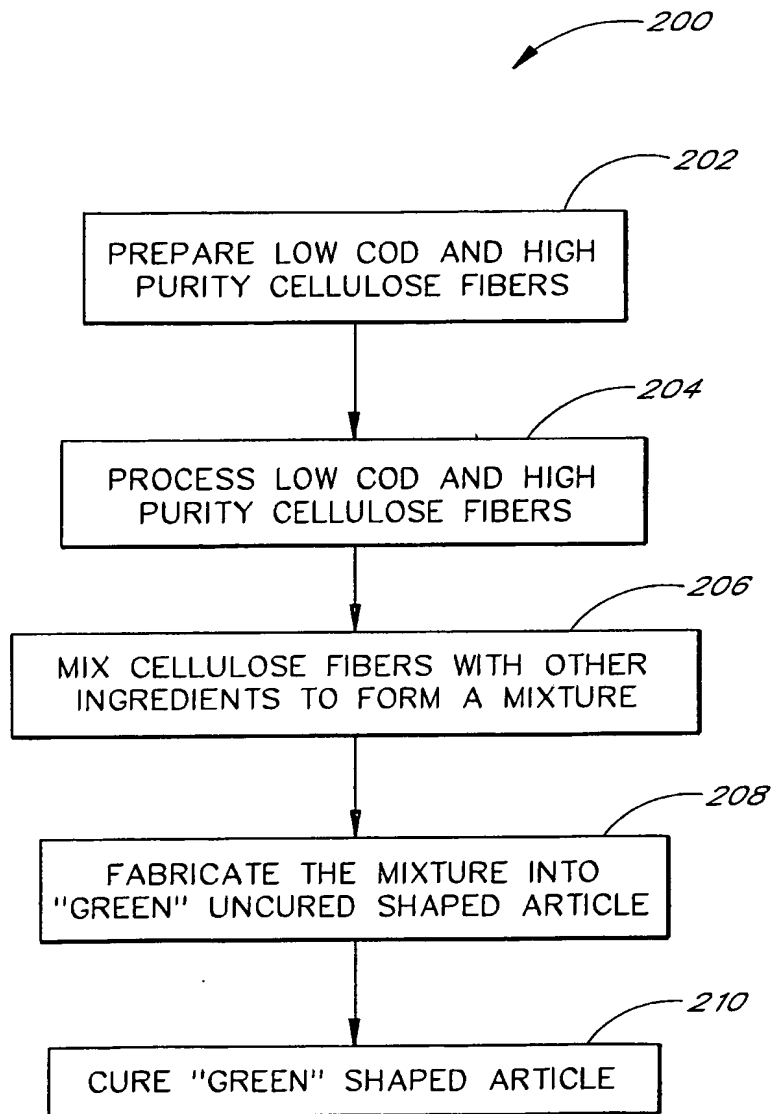 200
202
PREPARE LOW COD AND HIGH
PURITY CELLULOSE FIBERS
204
PROCESS LOW COD AND HIGH
PURITY CELLULOSE FIBERS
206
MIX CELLULOSE FIBERS WITH OTHER
INGREDIENTS TO FORM A MIXTURE
208
FABRICATE THE MIXTURE INTO
"GREEN" UNCURED SHAPED ARTICLE
210
CURE "GREEN" SHAPED ARTICLE